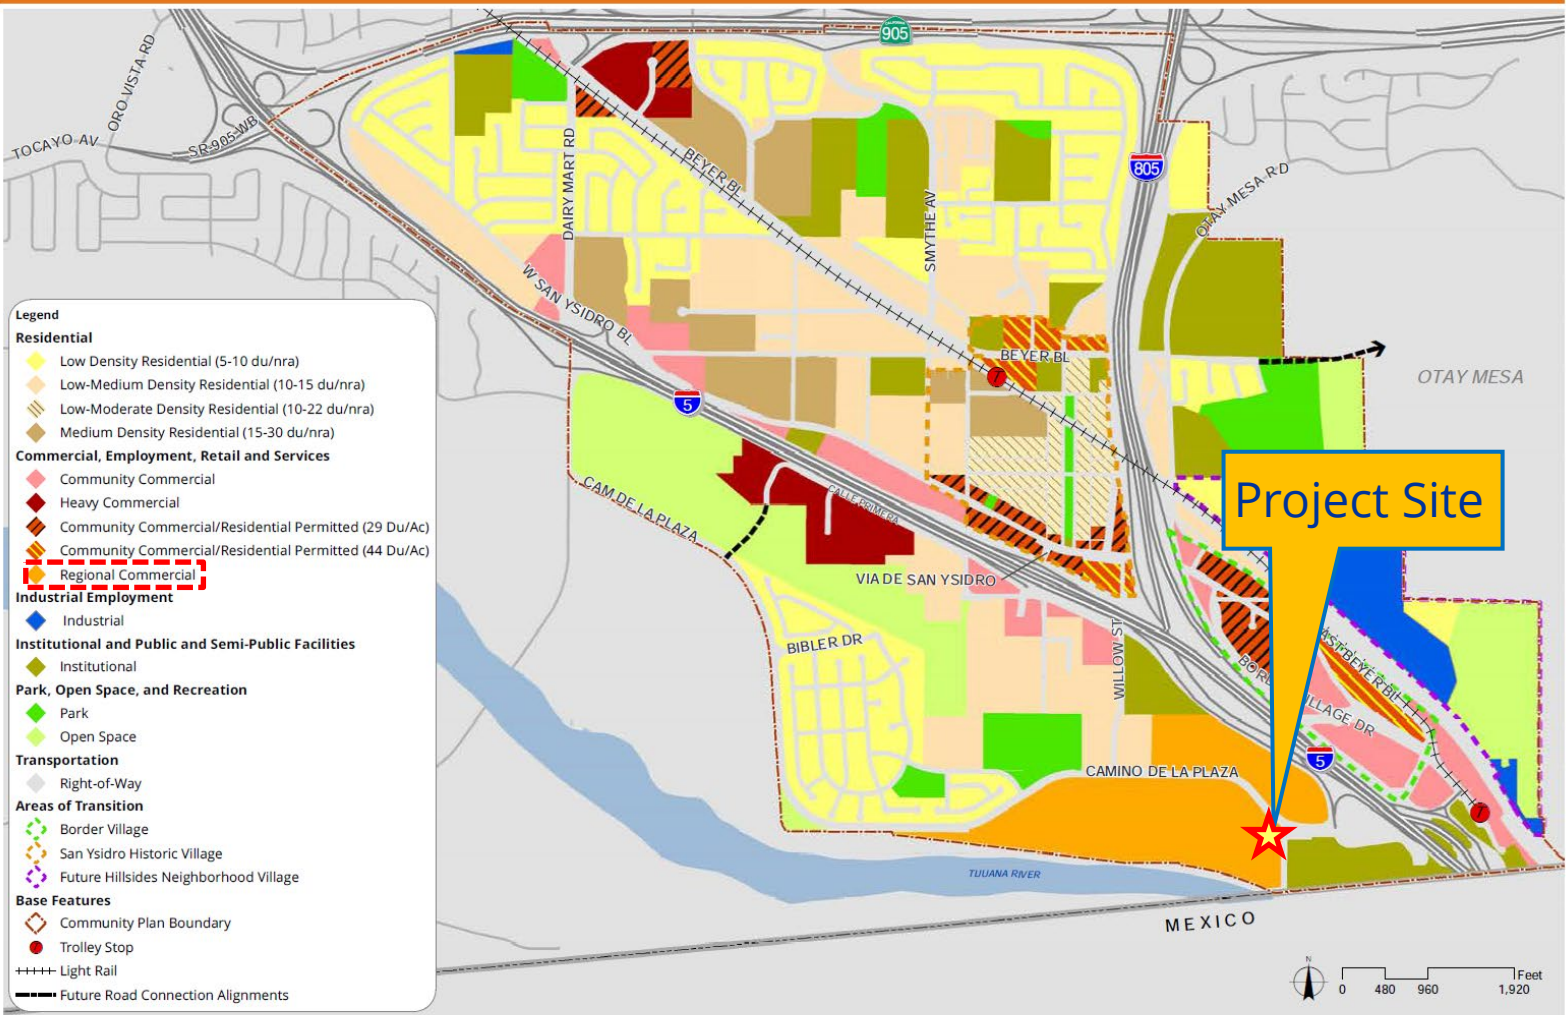 905
ORO VISTA RD
TOCAYO AV
SR-905 WB
DAIRY MART RD
BEYER BL
SMYTHE AV
805
OTAY MESA RD
W SAN YSIDRO BL
BEYER BL
T
OTAY MESA
5
CAM DE LA PLAZA
CALLE PRIMERA
VIA DE SAN YSIDRO
Project Site
BIBLER DR
WILLOW ST
AST BEYER BL
BOR
ILLAGE DR
5
CAMINO DE LA PLAZA
T
TIJUANA RIVER
MEXICO
Legend
Residential
Low Density Residential (5-10 du/nra)
Low-Medium Density Residential (10-15 du/nra)
Low-Moderate Density Residential (10-22 du/nra)
Medium Density Residential (15-30 du/nra)
Commercial, Employment, Retail and Services
Community Commercial
Heavy Commercial
Community Commercial/Residential Permitted (29 Du/Ac)
Community Commercial/Residential Permitted (44 Du/Ac)
Regional Commercial
Industrial Employment
Industrial
Institutional and Public and Semi-Public Facilities
Institutional
Park, Open Space, and Recreation
Park
Open Space
Transportation
Right-of-Way
Areas of Transition
Border Village
San Ysidro Historic Village
Future Hillsides Neighborhood Village
Base Features
Community Plan Boundary
T Trolley Stop
Light Rail
Future Road Connection Alignments
N
Feet
0 480 960 1,920